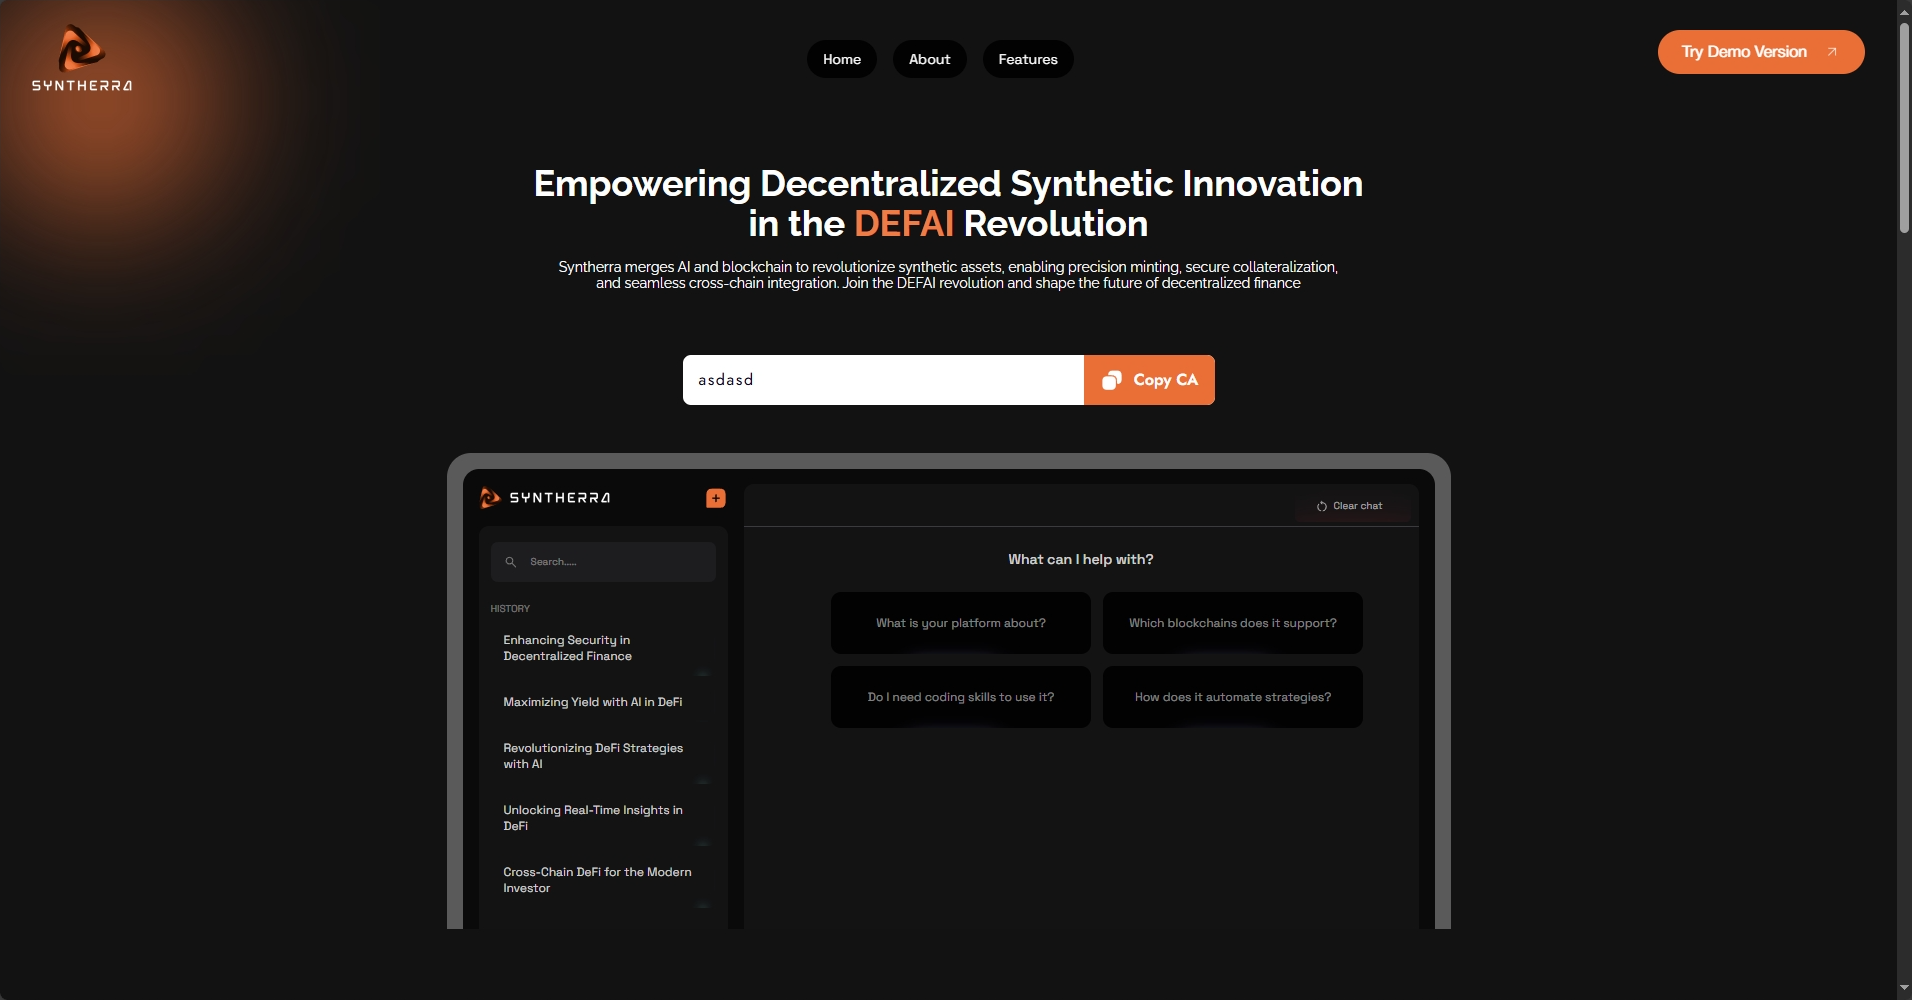 SYNTHERRA
Home
About
Features
Try Demo Version
Empowering Decentralized Synthetic Innovation
in the DEFAI Revolution
Syntherra merges AI and blockchain to revolutionize synthetic assets, enabling precision minting, secure collateralization,
and seamless cross-chain integration. Join the DEFAI revolution and shape the future of decentralized finance
asdasd
Copy CA
SYNTHERRA
Search.....
HISTORY
Enhancing Security in
Decentralized Finance
Maximizing Yield with AI in DeFi
Revolutionizing DeFi Strategies
with AI
Unlocking Real-Time Insights in
DeFi
Cross-Chain DeFi for the Modern
Investor
Clear chat
What can I help with?
What is your platform about?
Which blockchains does it support?
Do I need coding skills to use it?
How does it automate strategies?